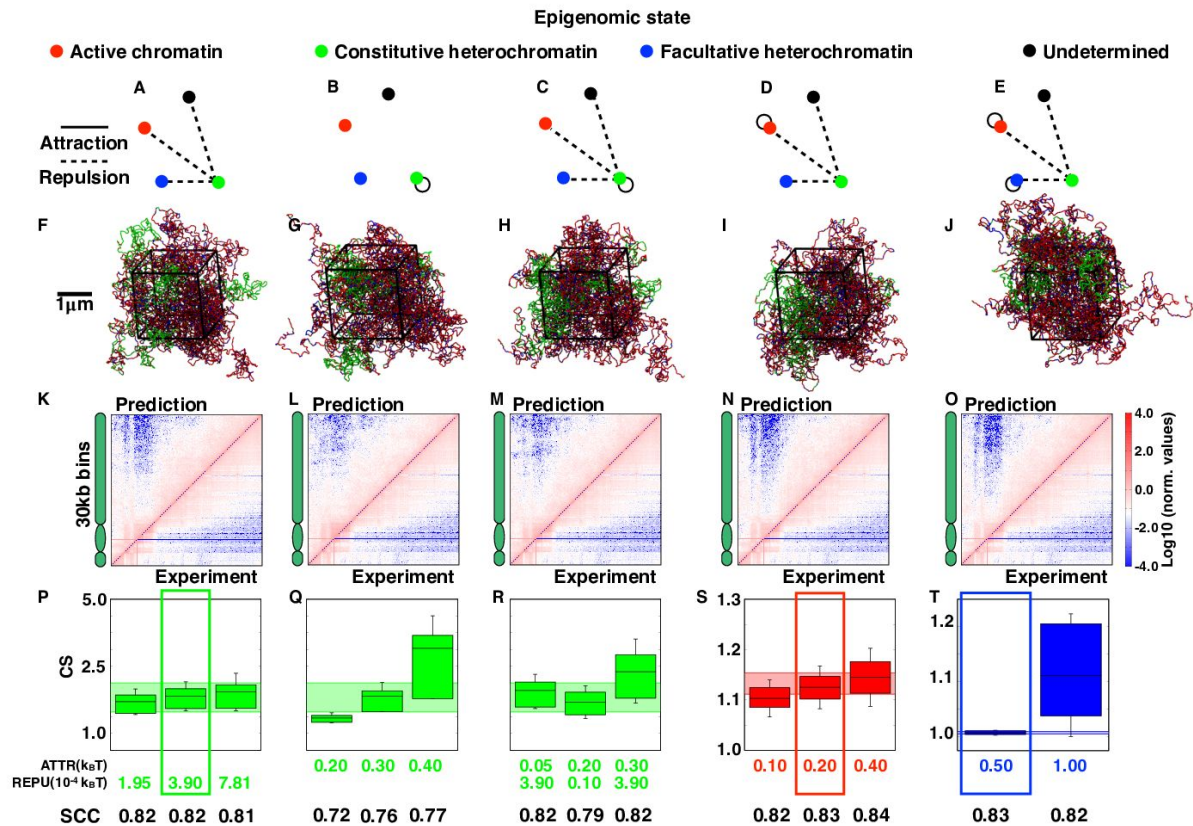 Epigenomic state
Active chromatin Constitutive heterochromatin Facultative heterochromatin Undetermined
A B C D E
Attraction
Repulsion
F G H I J
1μm
K Prediction L Prediction M Prediction N Prediction O Prediction
30kb bins
4.0
2.0
0.0
-2.0
-4.0
Log10 (norm. values)
Experiment Experiment Experiment Experiment Experiment
P Q R S T
CS
5.0
2.5
1.0
1.3
1.2
1.1
1.0
1.2
1.1
1.0
ATTR(kBT) 0.20 0.30 0.40 0.05 0.20 0.30 0.10 0.20 0.40 0.50 1.00
REPU(10⁻⁴ kBT) 1.95 3.90 7.81 3.90 0.10 3.90
SCC 0.82 0.82 0.81 0.72 0.76 0.77 0.82 0.79 0.82 0.82 0.83 0.84 0.83 0.82